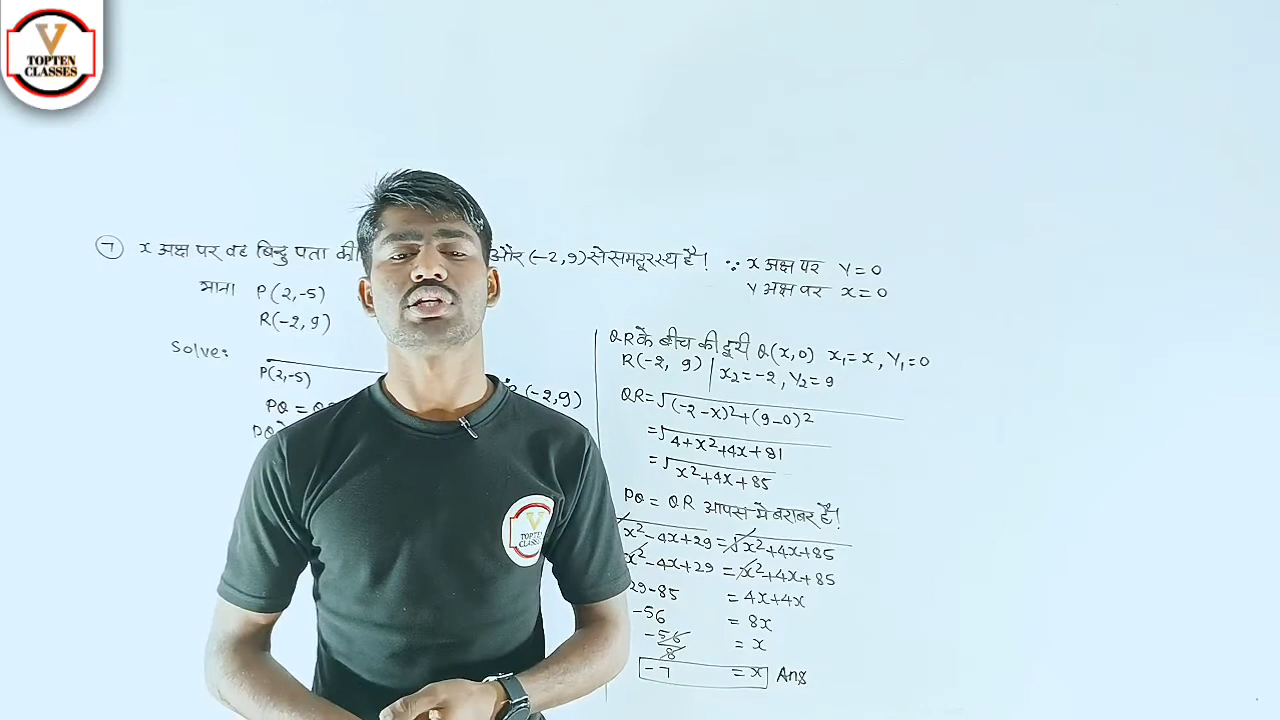 V
TOPTEN
CLASSES
7 x अक्ष पर वह बिन्दु पता की और (-2,9) से समदूरस्थ है! ∵ x अक्ष पर Y=0
Y अक्ष पर x=0
माना P(2,-5)
R(-2,9)
Solve:
P(2,-5) (-2,9)
PQ =
QR के बीच की दूरी Q(x,0) x₁=x, Y₁=0
R(-2, 9) | x₂=-2, Y₂=9
QR=√(-2-x)²+(9-0)²
=√4+x²+4x+81
=√x²+4x+85
PQ = QR आपस मे बराबर है!
x²-4x+29 =√x²+4x+85
x²-4x+29 = x²+4x+85
29-85 = 4x+4x
-56 = 8x
-56/8 = x
-7 = x Ans
V
TOPTEN
CLASSES